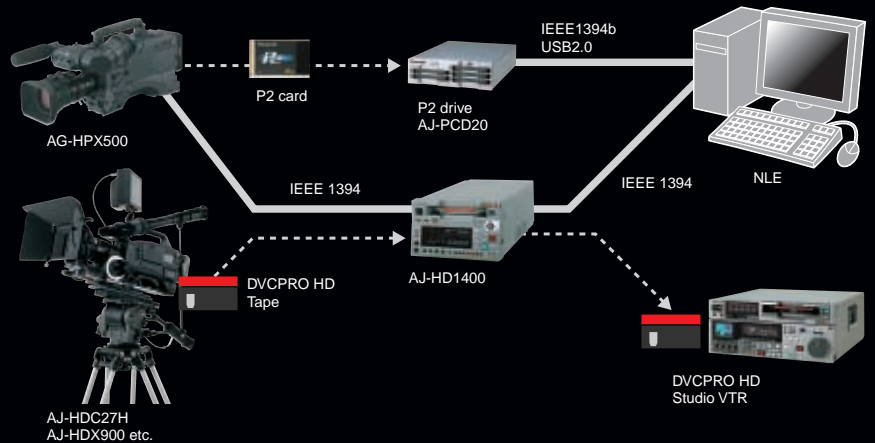 IEEE1394b
USB2.0
P2 card
P2 drive
AJ-PCD20
AG-HPX500
NLE
IEEE 1394
IEEE 1394
AJ-HD1400
DVCPRO HD
Tape
DVCPRO HD
Studio VTR
AJ-HDC27H
AJ-HDX900 etc.